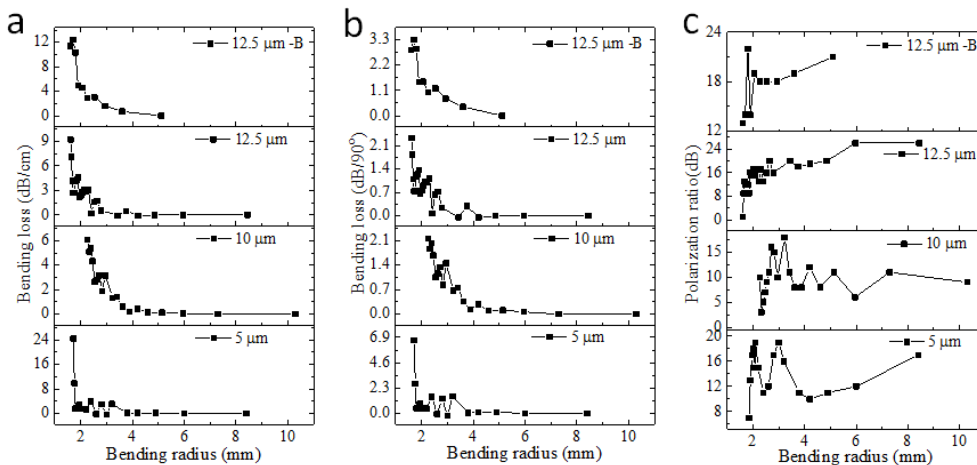 a
b
c
Bending loss (dB/cm)
12
9
6
3
0
12.5 μm -B
9
6
3
0
12.5 μm
6
4
2
0
10 μm
24
16
8
0
5 μm
2 4 6 8 10
Bending radius (mm)
Bending loss (dB/90°)
3.3
2.2
1.1
0.0
12.5 μm -B
2.1
1.4
0.7
0.0
12.5 μm
2.1
1.4
0.7
0.0
10 μm
6.9
4.6
2.3
0.0
5 μm
2 4 6 8 10
Bending radius (mm)
Polarization ratio(dB)
24
18
12
12.5 μm -B
24
16
8
0
12.5 μm
15
10
5
0
10 μm
20
16
12
8
5 μm
2 4 6 8 10
Bending radius (mm)